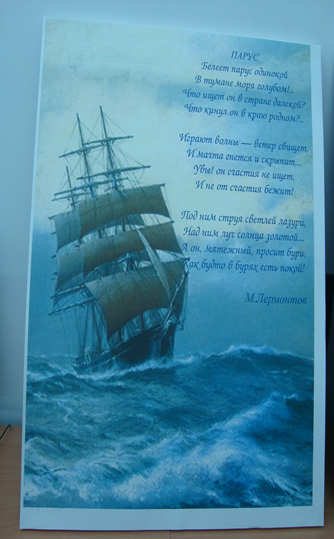 ПАРУС
Белеет парус одинокой
В тумане моря голубом!..
Что ищет он в стране далекой?
Что кинул он в краю родном?..
Играют волны — ветер свищет,
И мачта гнется и скрыпит...
Увы! он счастия не ищет,
И не от счастия бежит!
Под ним струя светлей лазури,
Над ним луч солнца золотой...
А он, мятежный, просит бури,
Как будто в бурях есть покой!
М.Лермонтов